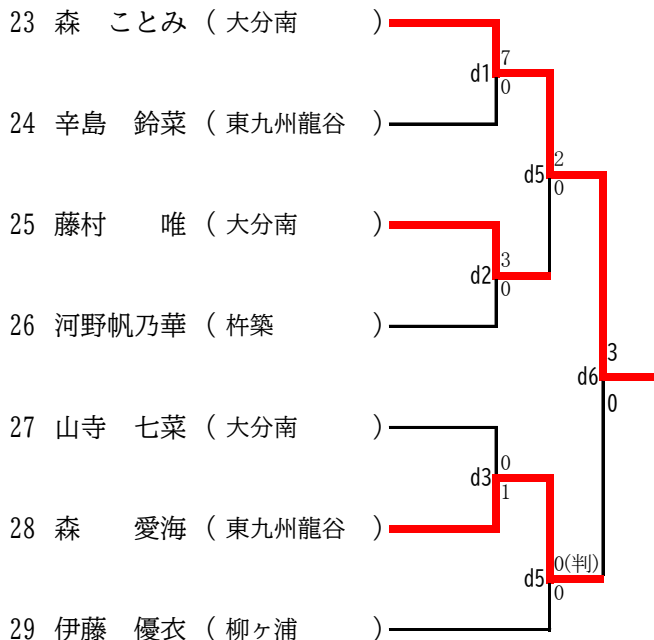 23 森　ことみ ( 大分南 )
7
d1
0
24 辛島　鈴菜 ( 東九州龍谷 )
2
d5
0
25 藤村　　唯 ( 大分南 )
3
d2
0
26 河野帆乃華 ( 杵築 )
3
d6
0
27 山寺　七菜 ( 大分南 )
0
d3
1
28 森　　愛海 ( 東九州龍谷 )
0(判)
d5
0
29 伊藤　優衣 ( 柳ヶ浦 )